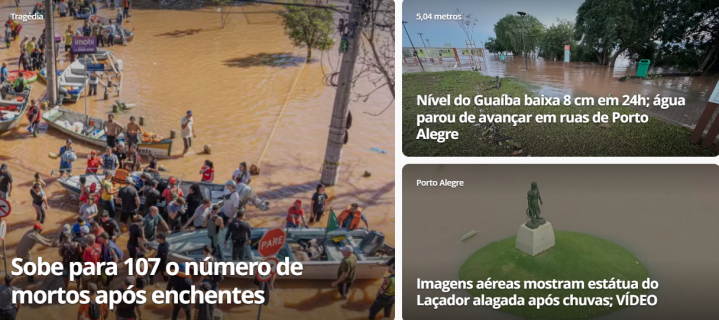 Tragédia
imobi
PARE
Sobe para 107 o número de
mortos após enchentes
5,04 metros
Nível do Guaíba baixa 8 cm em 24h; água
parou de avançar em ruas de Porto
Alegre
Porto Alegre
Imagens aéreas mostram estátua do
Laçador alagada após chuvas; VÍDEO